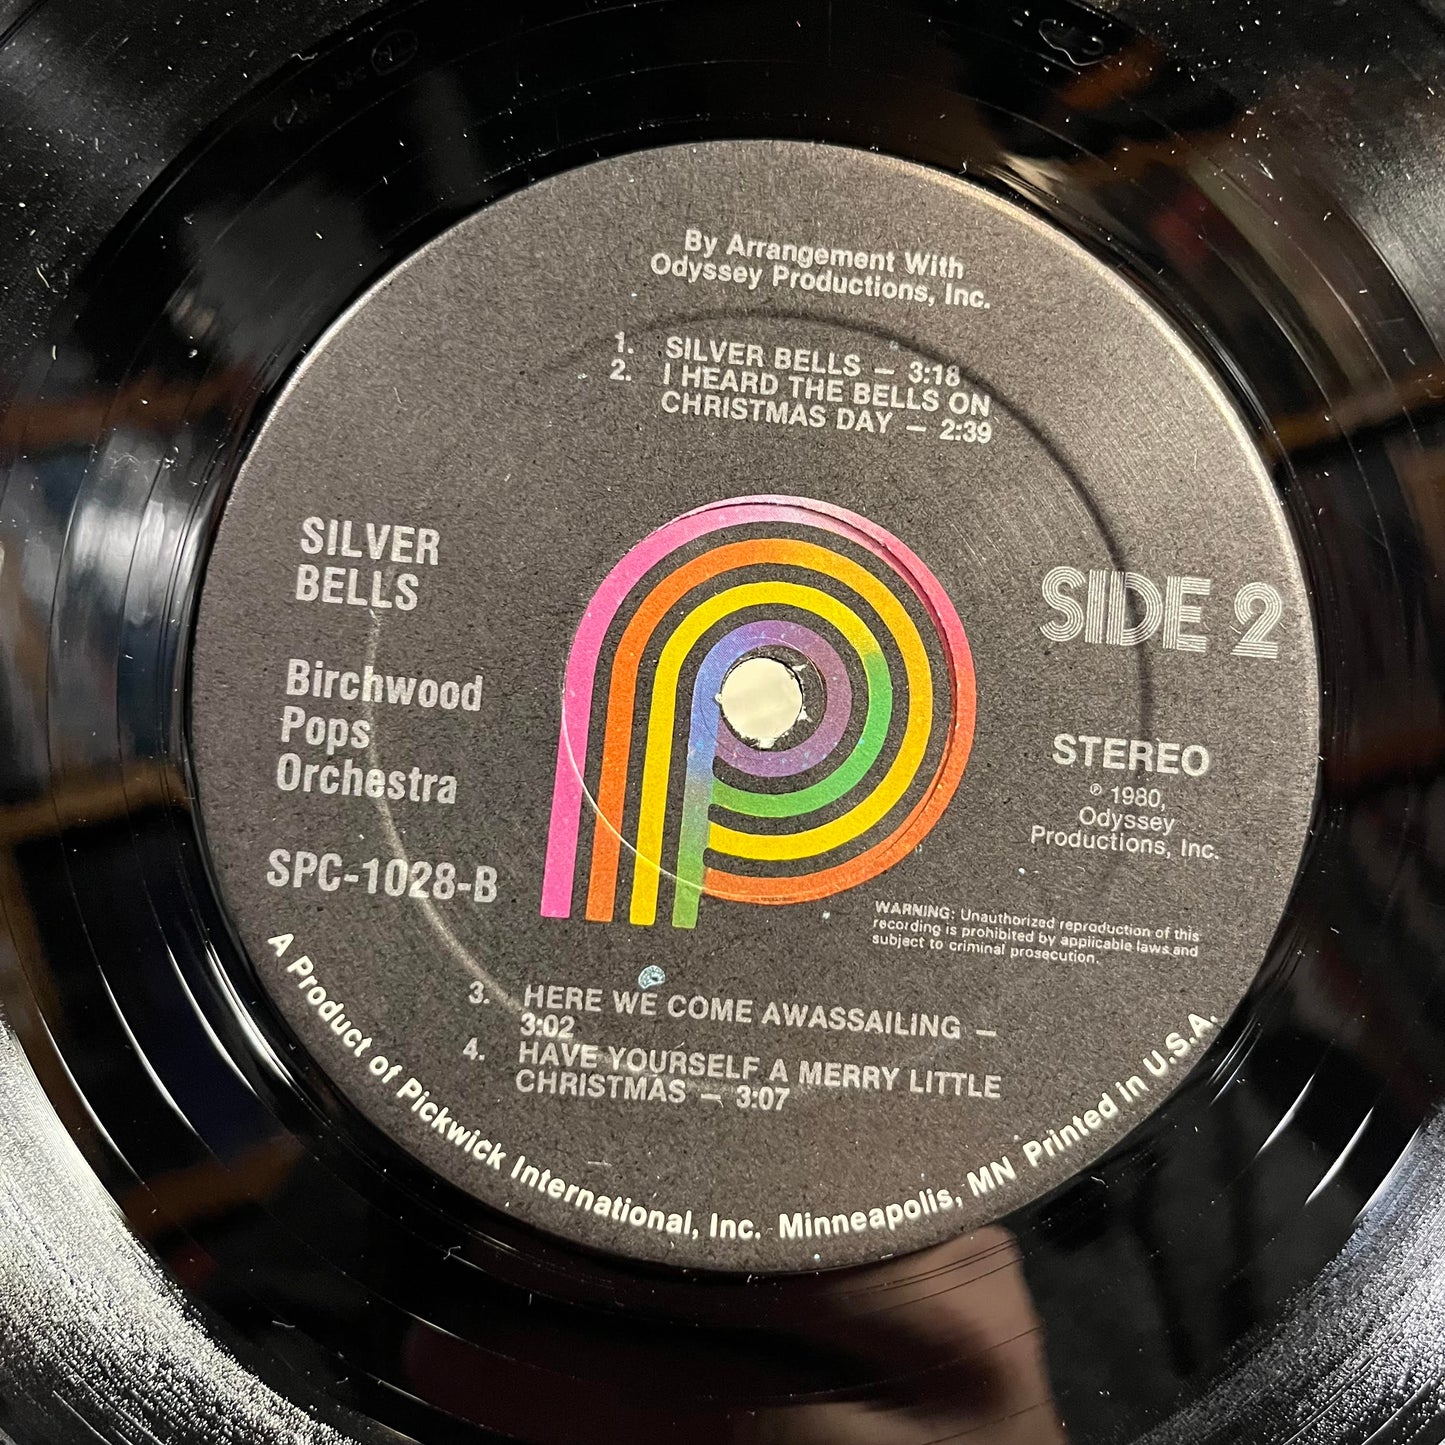 By Arrangement With
Odyssey Productions, Inc.
1. SILVER BELLS — 3:18
2. I HEARD THE BELLS ON
CHRISTMAS DAY — 2:39
SILVER
BELLS
Birchwood
Pops
Orchestra
SPC-1028-B
SIDE 2
STEREO
℗ 1980,
Odyssey
Productions, Inc.
WARNING: Unauthorized reproduction of this
recording is prohibited by applicable laws and
subject to criminal prosecution.
3. HERE WE COME AWASSAILING —
3:02
4. HAVE YOURSELF A MERRY LITTLE
CHRISTMAS — 3:07
A Product of Pickwick International, Inc. Minneapolis, MN Printed in U.S.A.